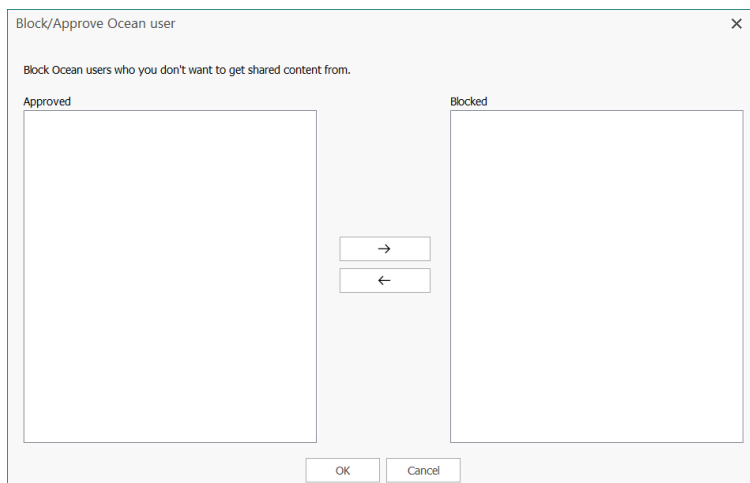 Block/Approve Ocean user
Block Ocean users who you don't want to get shared content from.
Approved
Blocked
→
←
OK
Cancel